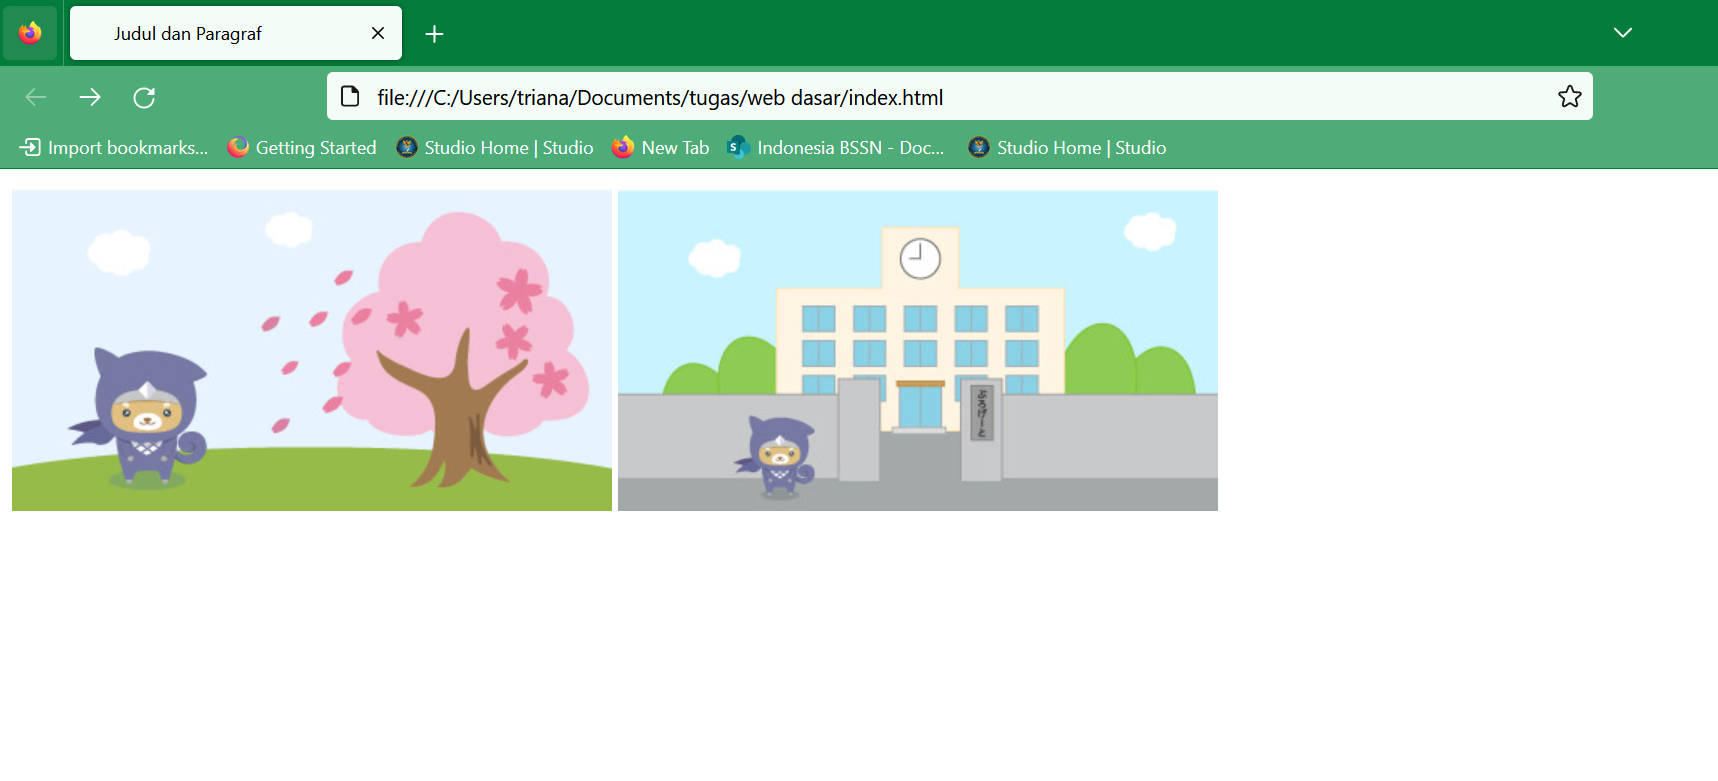 Judul dan Paragraf
file:///C:/Users/triana/Documents/tugas/web dasar/index.html
Import bookmarks... Getting Started Studio Home | Studio New Tab Indonesia BSSN - Doc... Studio Home | Studio
ぷろげーと